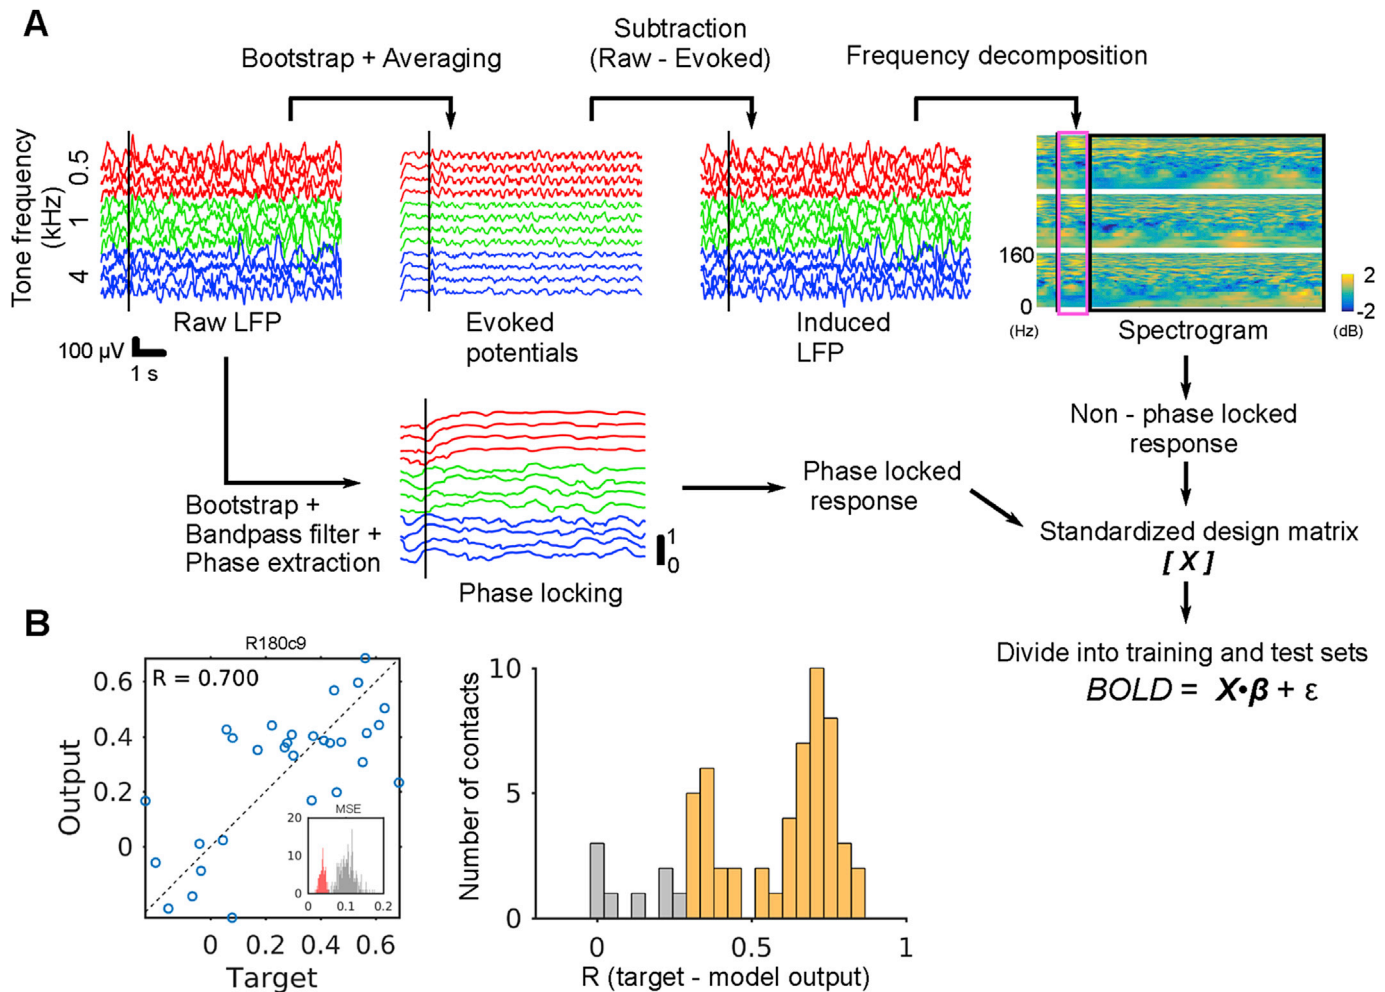 A
Bootstrap + Averaging
Subtraction
(Raw - Evoked)
Frequency decomposition
Tone frequency
(kHz)
0.5
1
4
Raw LFP
Evoked
potentials
Induced
LFP
160
0
(Hz)
Spectrogram
2
-2
(dB)
100 µV
1 s
Non - phase locked
response
Bootstrap +
Bandpass filter +
Phase extraction
Phase locking
1
0
Phase locked
response
Standardized design matrix
[ X ]
Divide into training and test sets
BOLD = X•β + ε
B
R180c9
R = 0.700
Output
0.6
0.4
0.2
0
0 0.2 0.4 0.6
Target
MSE
20
10
0
0 0.1 0.2
Number of contacts
10
5
0
0 0.5 1
R (target - model output)